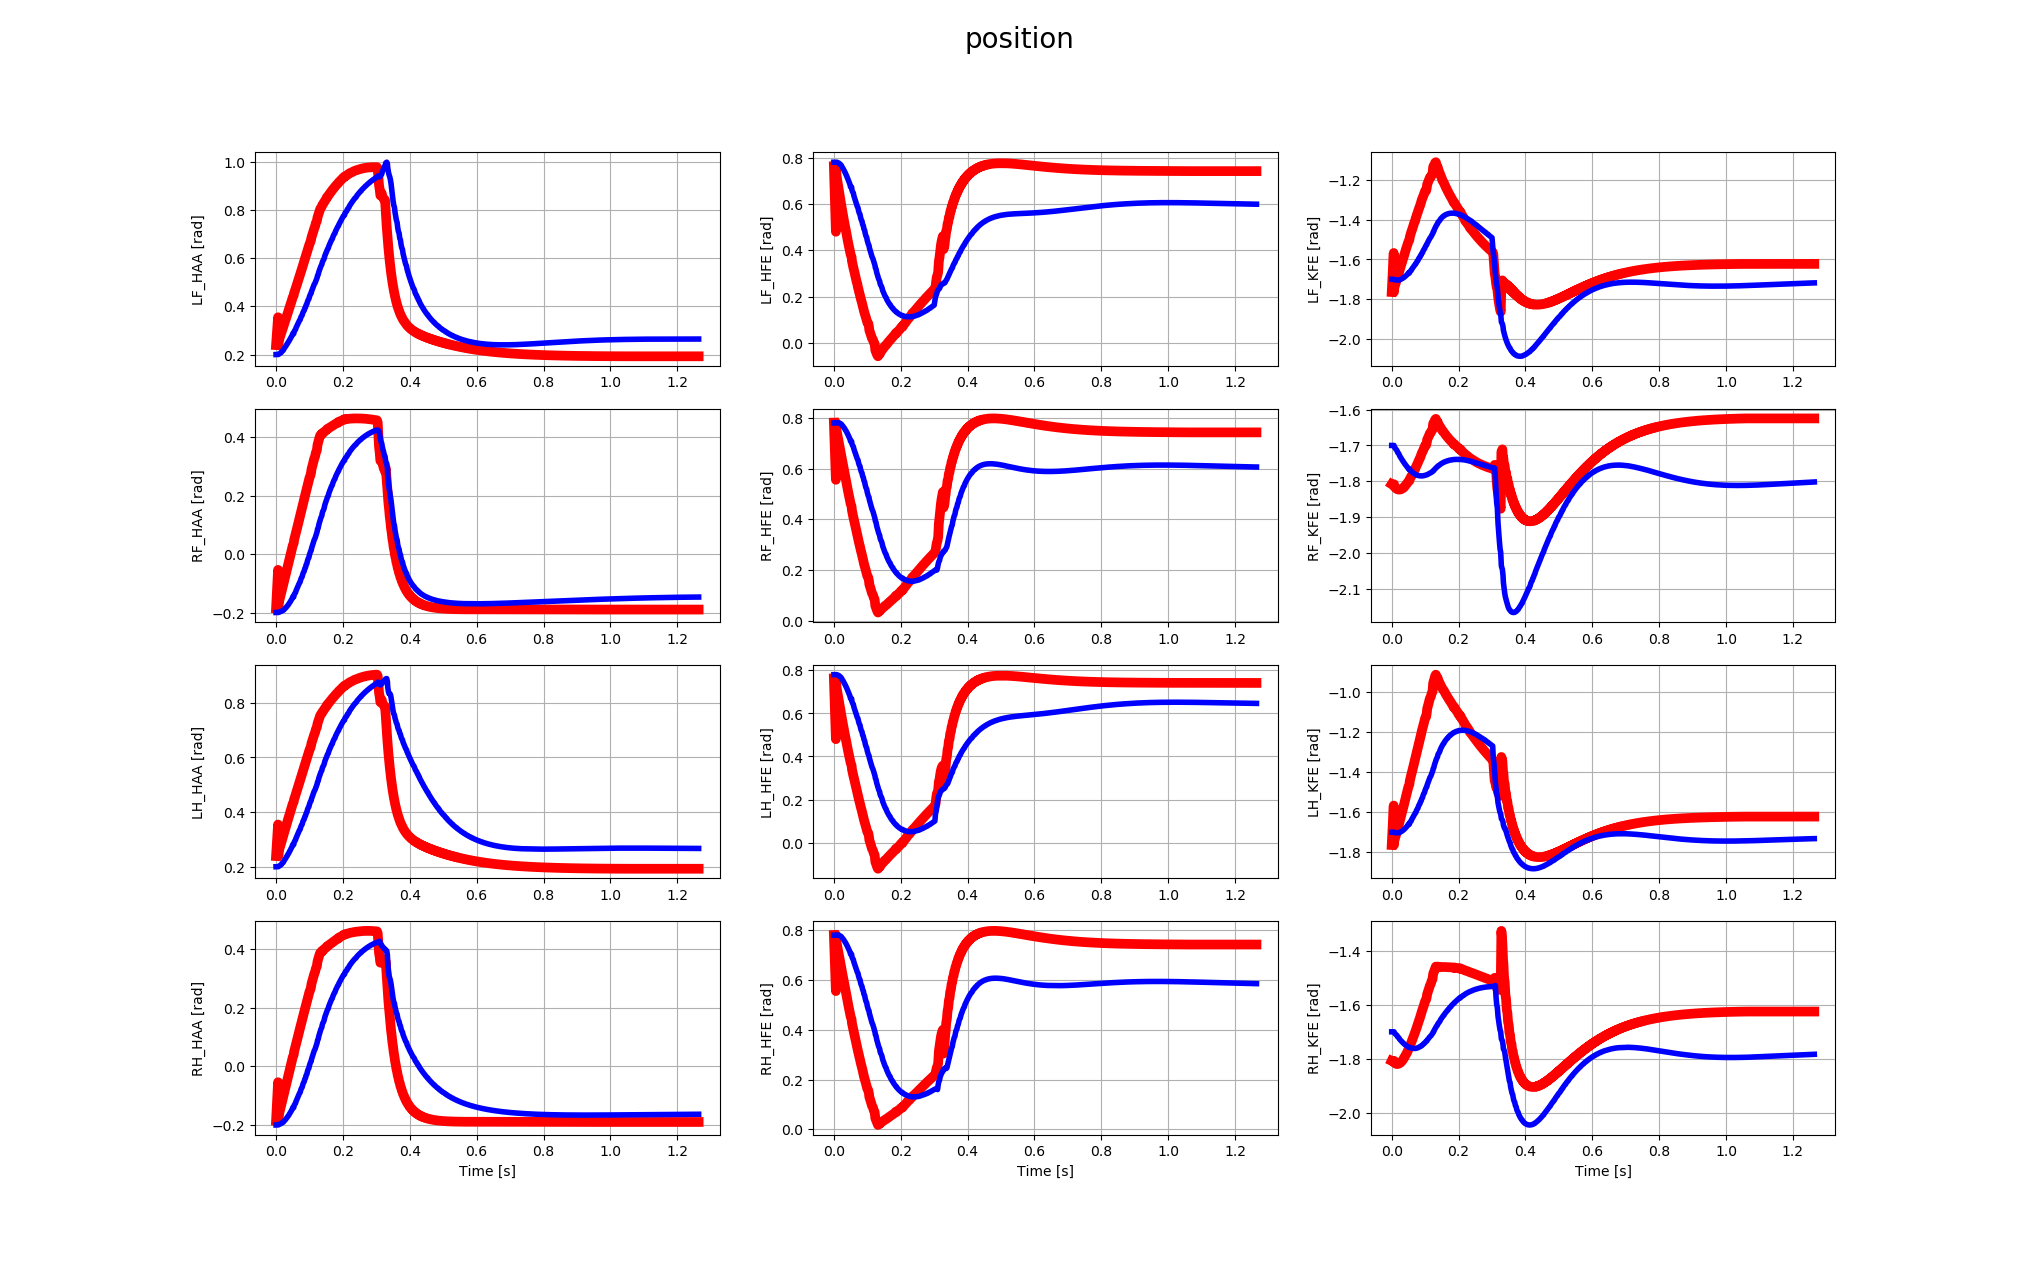 position
LF_HAA [rad]
1.0
0.8
0.6
0.4
0.2
0.0 0.2 0.4 0.6 0.8 1.0 1.2
LF_HFE [rad]
0.8
0.6
0.4
0.2
0.0
0.0 0.2 0.4 0.6 0.8 1.0 1.2
LF_KFE [rad]
−1.2
−1.4
−1.6
−1.8
−2.0
0.0 0.2 0.4 0.6 0.8 1.0 1.2
RF_HAA [rad]
0.4
0.2
0.0
−0.2
0.0 0.2 0.4 0.6 0.8 1.0 1.2
RF_HFE [rad]
0.8
0.6
0.4
0.2
0.0
0.0 0.2 0.4 0.6 0.8 1.0 1.2
RF_KFE [rad]
−1.6
−1.7
−1.8
−1.9
−2.0
−2.1
0.0 0.2 0.4 0.6 0.8 1.0 1.2
LH_HAA [rad]
0.8
0.6
0.4
0.2
0.0 0.2 0.4 0.6 0.8 1.0 1.2
LH_HFE [rad]
0.8
0.6
0.4
0.2
0.0
0.0 0.2 0.4 0.6 0.8 1.0 1.2
LH_KFE [rad]
−1.0
−1.2
−1.4
−1.6
−1.8
0.0 0.2 0.4 0.6 0.8 1.0 1.2
RH_HAA [rad]
0.4
0.2
0.0
−0.2
0.0 0.2 0.4 0.6 0.8 1.0 1.2
Time [s]
RH_HFE [rad]
0.8
0.6
0.4
0.2
0.0
0.0 0.2 0.4 0.6 0.8 1.0 1.2
Time [s]
RH_KFE [rad]
−1.4
−1.6
−1.8
−2.0
0.0 0.2 0.4 0.6 0.8 1.0 1.2
Time [s]